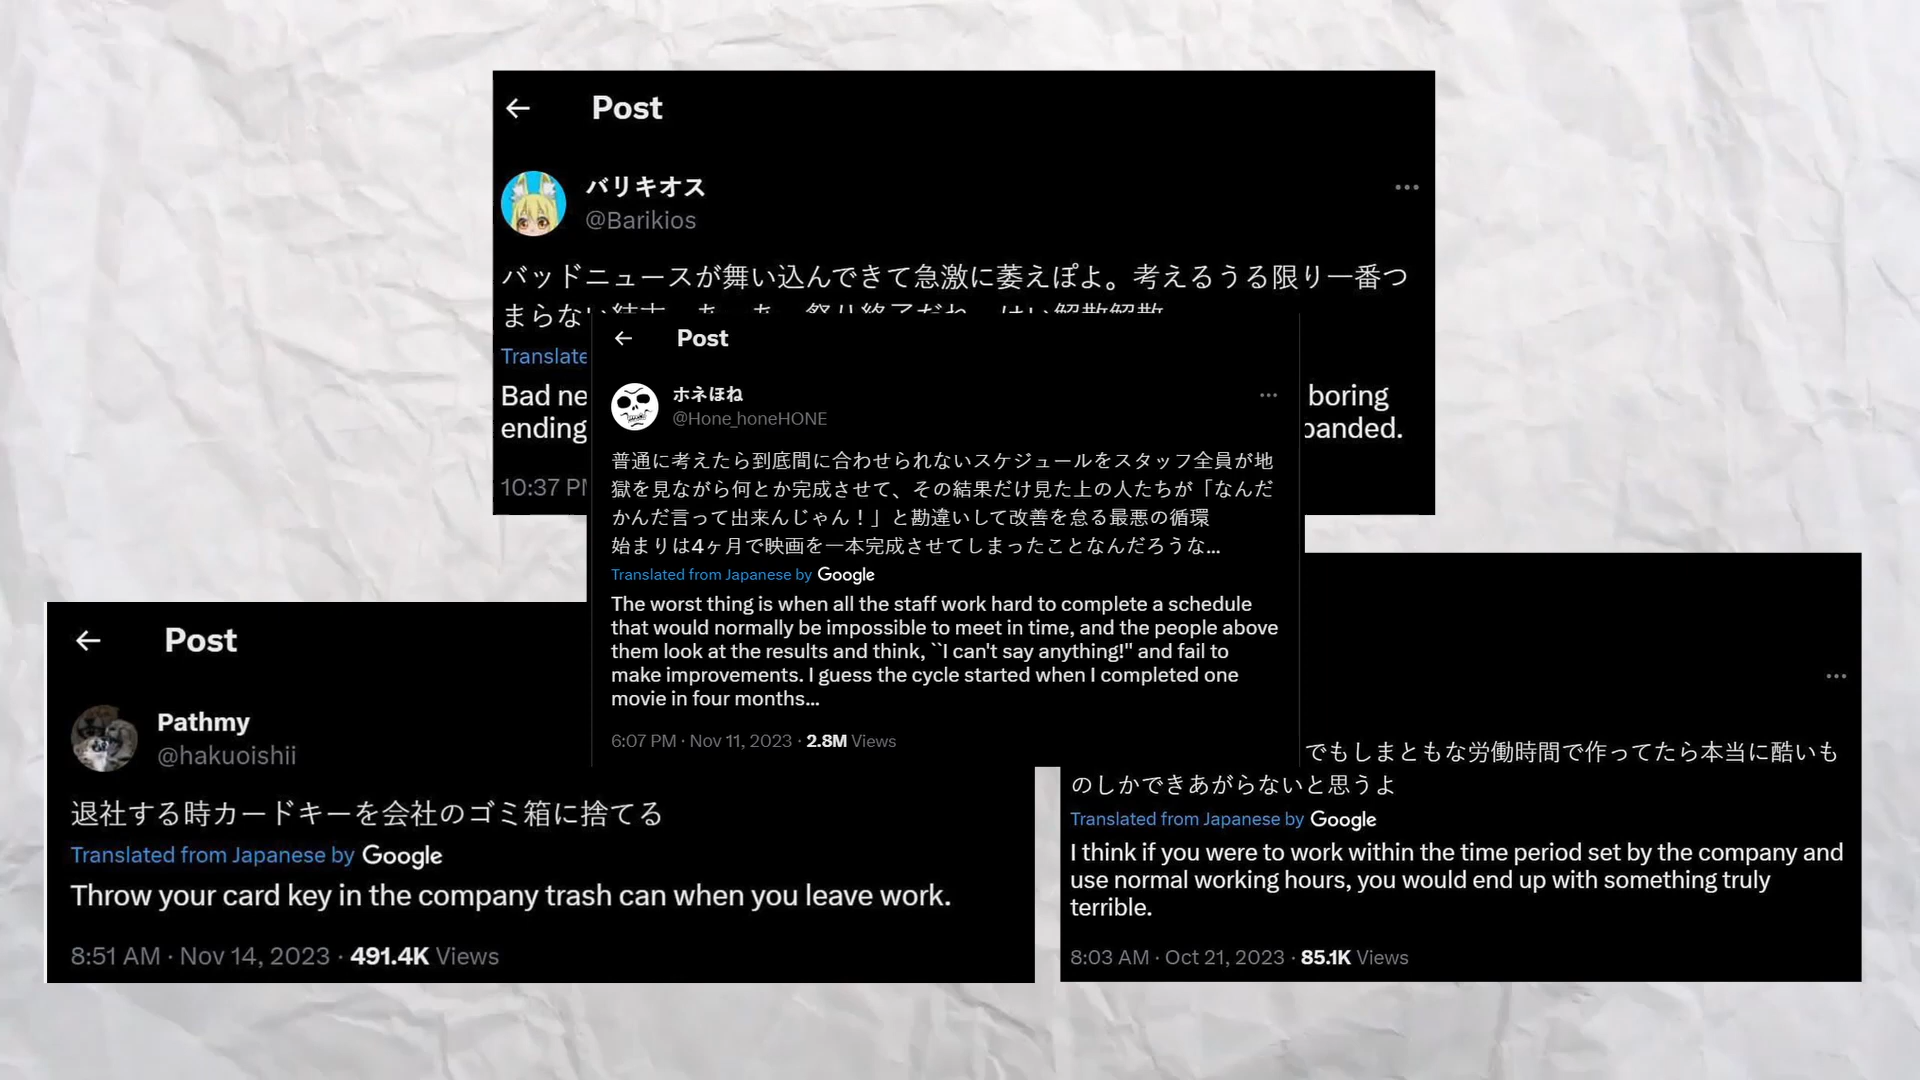 Post
バリキオス
@Barikios
バッドニュースが舞い込んできて急激に萎えぽよ。考えるうる限り一番つ
まらない
Bad
boring
ending
10:37
Post
ホネほね
@Hone_honeHONE
普通に考えたら到底間に合わせられないスケジュールをスタッフ全員が地
獄を見ながら何とか完成させて、その結果だけ見た上の人たちが「なんだ
かんだ言って出来んじゃん！」と勘違いして改善を怠る最悪の循環
始まりは4ヶ月で映画を一本完成させてしまったことなんだろうな...
Translated from Japanese by Google
The worst thing is when all the staff work hard to complete a schedule
that would normally be impossible to meet in time, and the people above
them look at the results and think, ``I can't say anything!'' and fail to
make improvements. I guess the cycle started when I completed one
movie in four months...
6:07 PM · Nov 11, 2023 · 2.8M Views
Post
Pathmy
@hakuoishii
退社する時カードキーを会社のゴミ箱に捨てる
Translated from Japanese by Google
Throw your card key in the company trash can when you leave work.
8:51 AM · Nov 14, 2023 · 491.4K Views
でもしまともな労働時間で作ってたら本当に酷いも
のしかできあがらないと思うよ
Translated from Japanese by Google
I think if you were to work within the time period set by the company and
use normal working hours, you would end up with something truly
terrible.
8:03 AM · Oct 21, 2023 · 85.1K Views